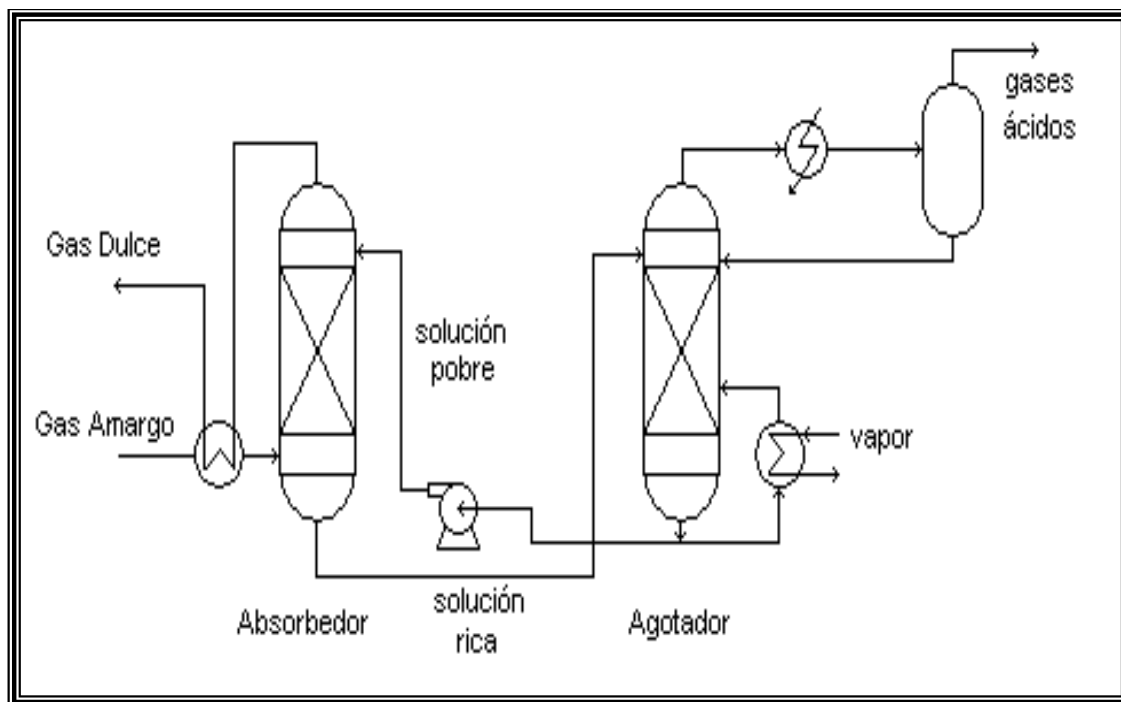 gases
ácidos
Gas Dulce
solución
pobre
Gas Amargo
vapor
solución
rica
Absorbedor
Agotador